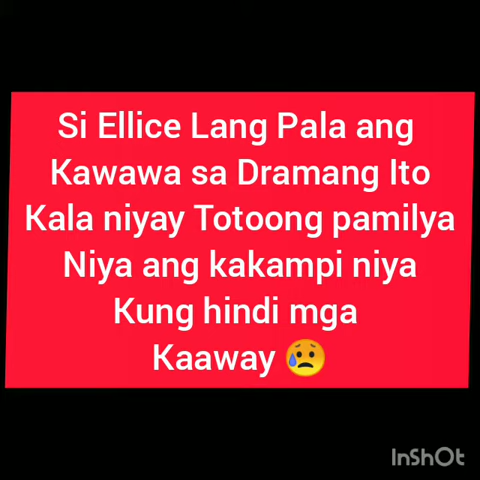 Si Ellice Lang Pala ang
Kawawa sa Dramang Ito
Kala niyay Totoong pamilya
Niya ang kakampi niya
Kung hindi mga
Kaaway 😥
InShOt